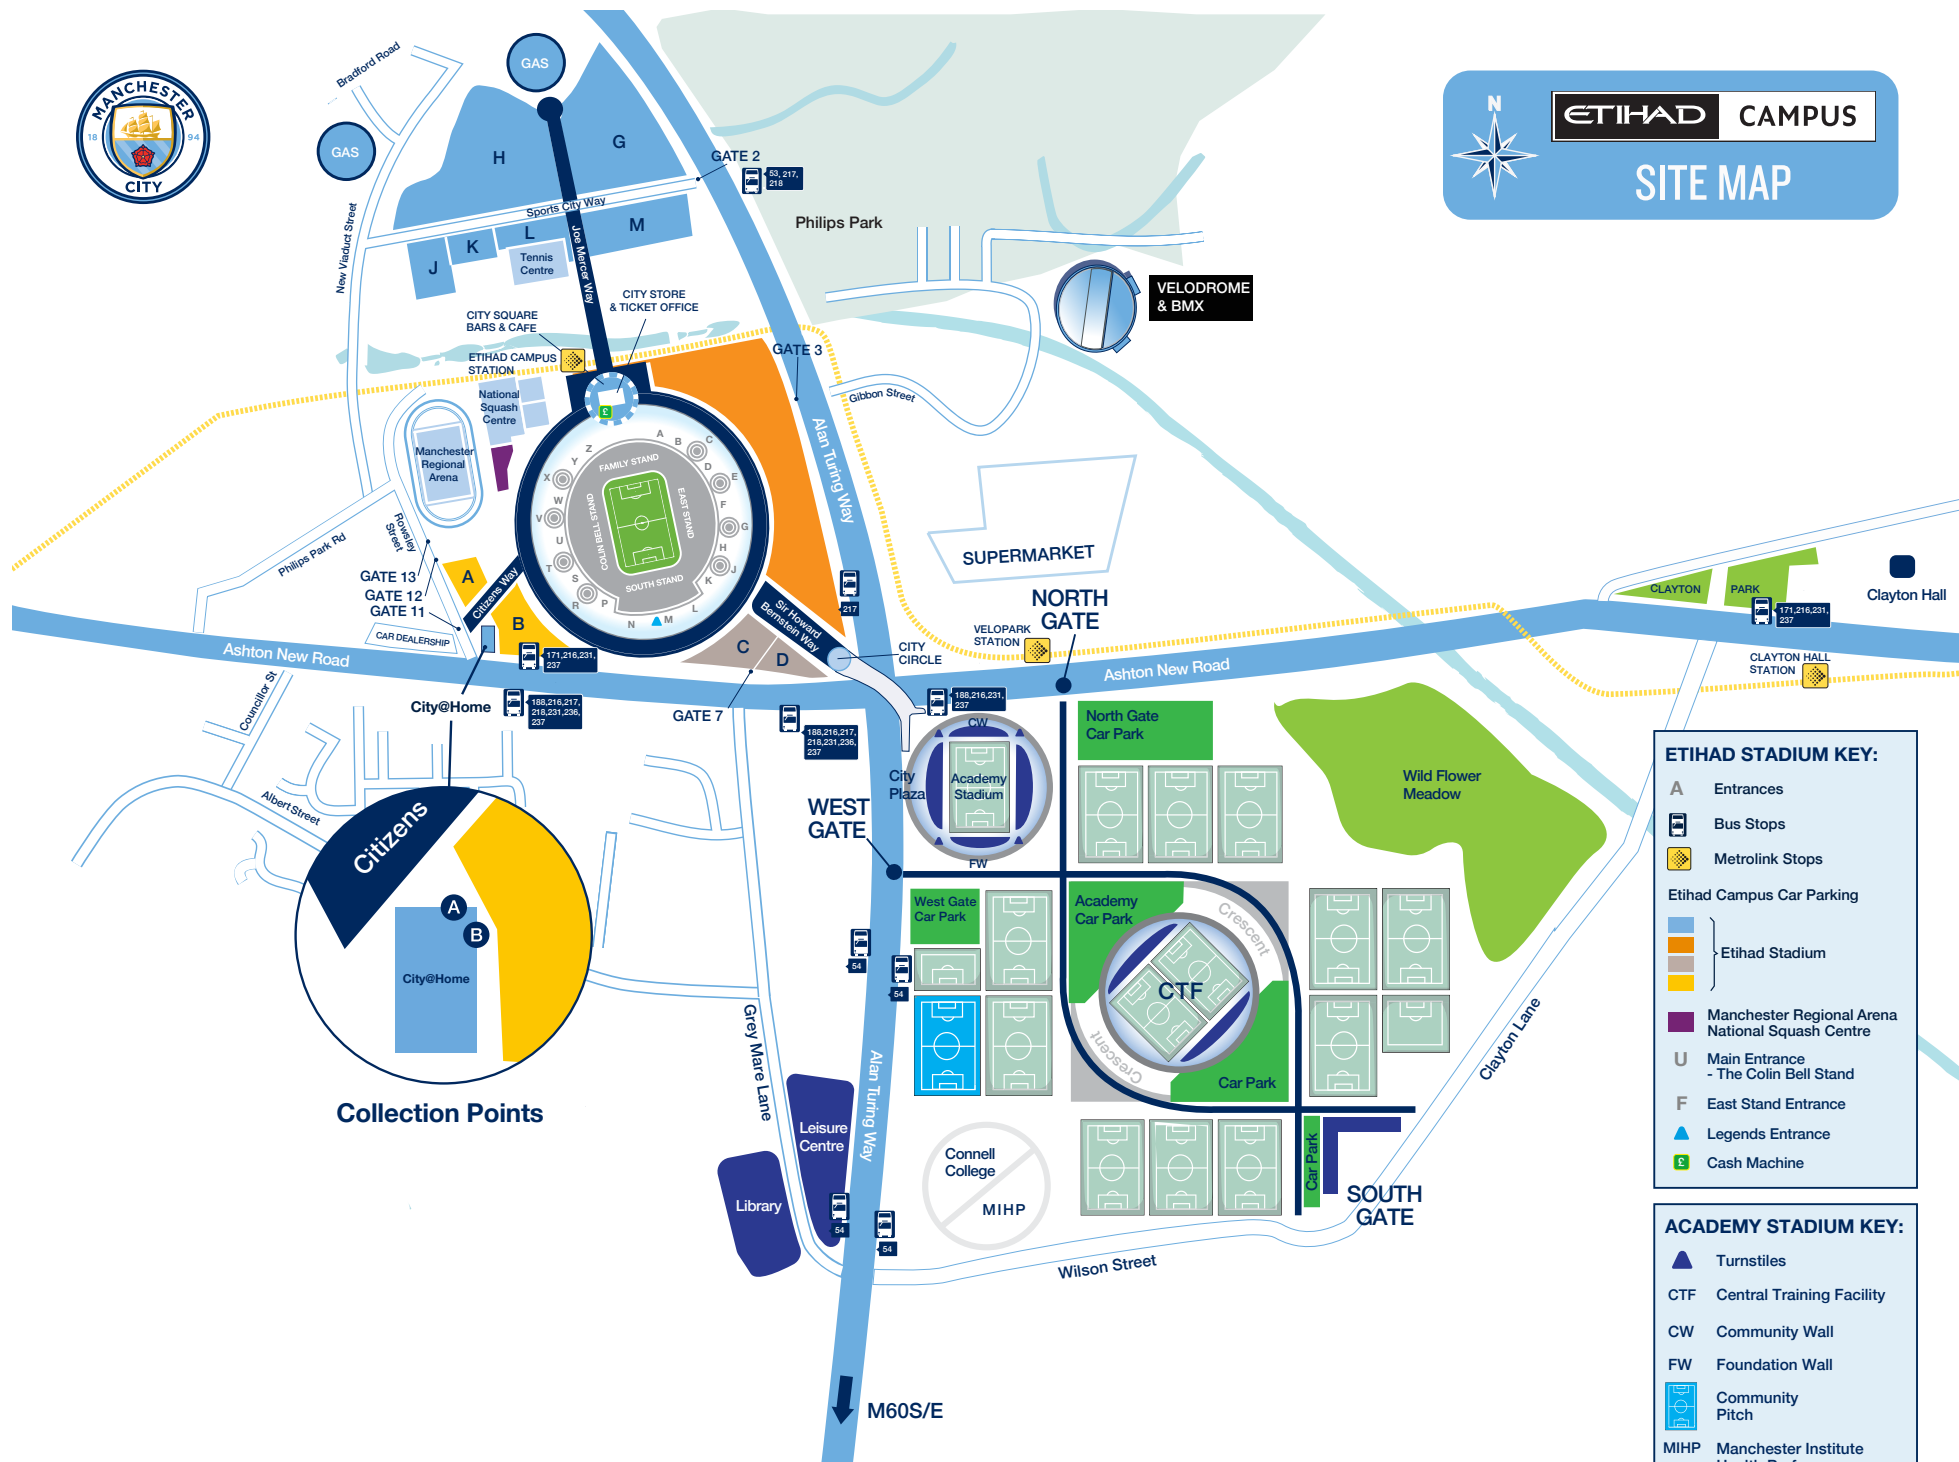 MANCHESTER
18 94
CITY
Bradford Road
GAS
GAS
H
G
GATE 2
53, 217,
218
Sports City Way
New Viaduct Street
Joe Mercer Way
J
K
L
M
Tennis
Centre
Philips Park
N
ETIHAD CAMPUS
SITE MAP
VELODROME
& BMX
CITY STORE
& TICKET OFFICE
CITY SQUARE
BARS & CAFE
ETIHAD CAMPUS
STATION
GATE 3
Gibbon Street
National
Squash
Centre
£
Manchester
Regional
Arena
Alan Turing Way
A
B
C
D
E
F
G
H
J
K
L
M
N
P
R
S
T
U
V
W
X
Y
Z
FAMILY STAND
EAST STAND
COLIN BELL STAND
SOUTH STAND
SUPERMARKET
Rowsley
Street
Philips Park Rd
GATE 13
GATE 12
GATE 11
A
B
Citizens Way
CAR DEALERSHIP
217
Sir Howard
Bernstein Way
C
D
CITY
CIRCLE
NORTH
GATE
VELOPARK
STATION
CLAYTON
PARK
Clayton Hall
171,216,231,
237
CLAYTON HALL
STATION
Ashton New Road
Ashton New Road
171,216,231,
237
City@Home
188,216,217,
218,231,236,
237
GATE 7
188,216,217,
218,231,236,
237
188,216,231,
237
Councillor St
Albert Street
North Gate
Car Park
CW
City
Plaza
Academy
Stadium
FW
WEST
GATE
Wild Flower
Meadow
Citizens
A
B
City@Home
Collection Points
West Gate
Car Park
Academy
Car Park
Crescent
CTF
Crescent
Car Park
54
54
Grey Mare Lane
Alan Turing Way
Clayton Lane
Leisure
Centre
Library
Connell
College
MIHP
Car Park
SOUTH
GATE
54
54
Wilson Street
M60S/E
ETIHAD STADIUM KEY:
A Entrances
Bus Stops
Metrolink Stops
Etihad Campus Car Parking
Etihad Stadium
Manchester Regional Arena
National Squash Centre
U Main Entrance
- The Colin Bell Stand
F East Stand Entrance
Legends Entrance
£ Cash Machine
ACADEMY STADIUM KEY:
Turnstiles
CTF Central Training Facility
CW Community Wall
FW Foundation Wall
Community
Pitch
MIHP Manchester Institute